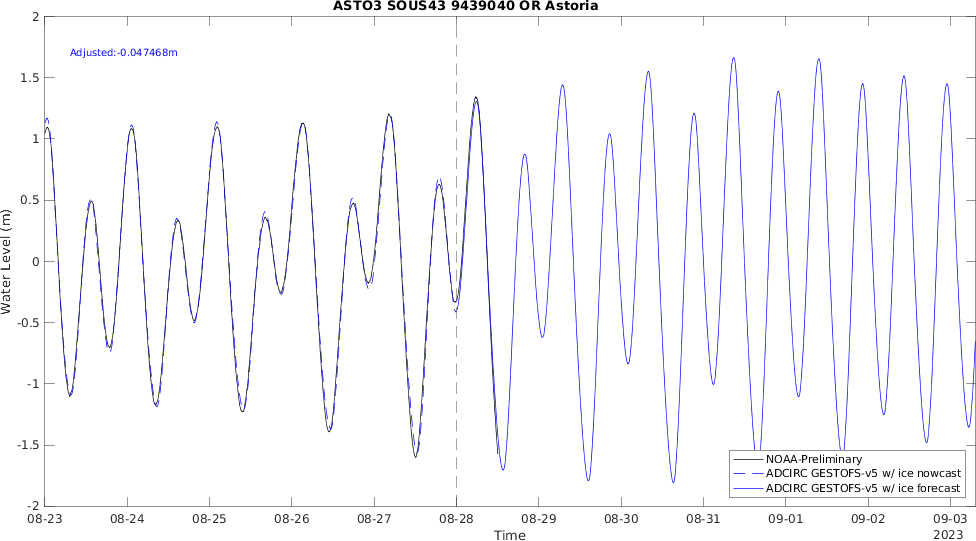 ASTO3 SOUS43 9439040 OR Astoria
Adjusted:-0.047468m
2
1.5
1
0.5
0
-0.5
-1
-1.5
-2
Water Level (m)
NOAA-Preliminary
ADCIRC GESTOFS-v5 w/ ice nowcast
ADCIRC GESTOFS-v5 w/ ice forecast
08-23 08-24 08-25 08-26 08-27 08-28 08-29 08-30 08-31 09-01 09-02 09-03
Time
2023